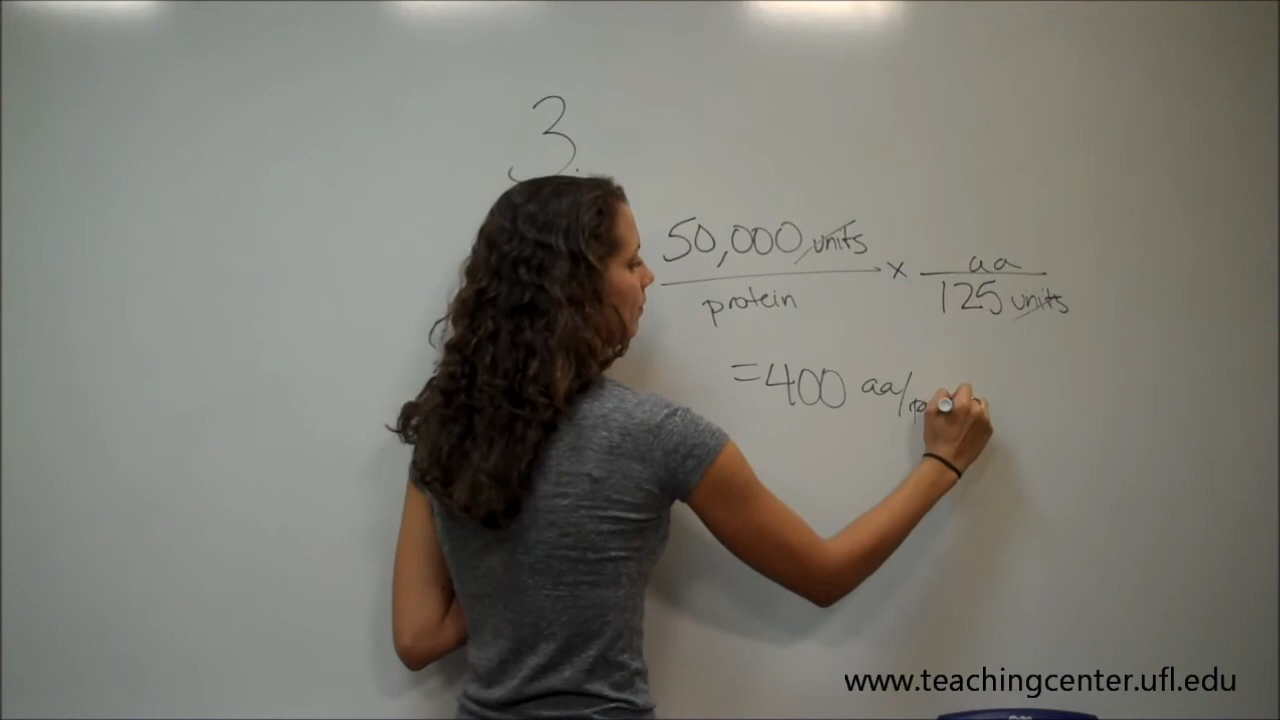 3.
50,000 units × aa
protein 125 units
=400 aa/p
www.teachingcenter.ufl.edu